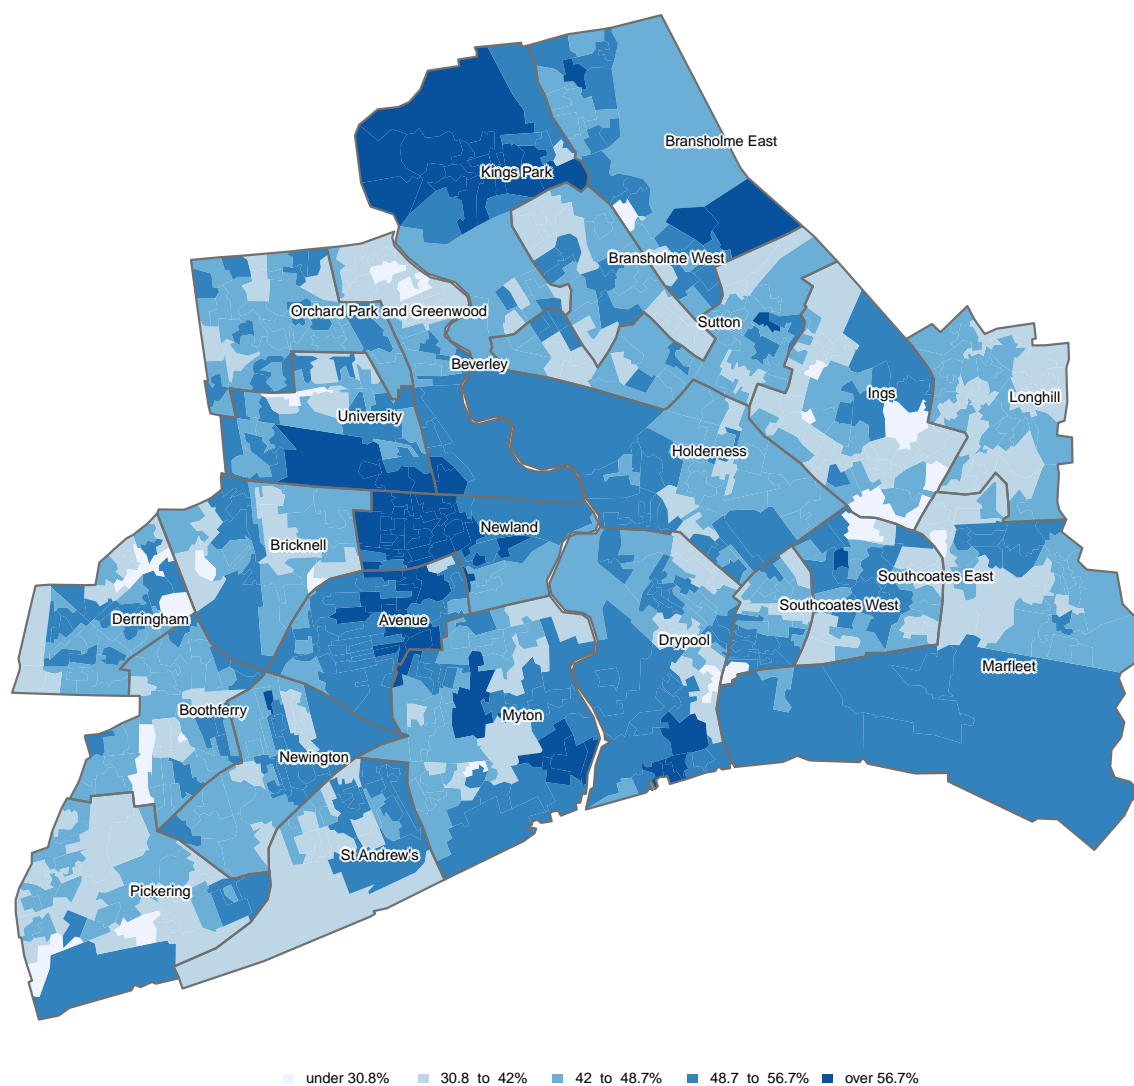 Bransholme East
Kings Park
Bransholme West
Orchard Park and Greenwood
Sutton
Beverley
Ings
Longhill
University
Holderness
Newland
Bricknell
Southcoates East
Southcoates West
Derringham
Avenue
Drypool
Marfleet
Boothferry
Myton
Newington
St Andrew's
Pickering
under 30.8% 30.8 to 42% 42 to 48.7% 48.7 to 56.7% over 56.7%